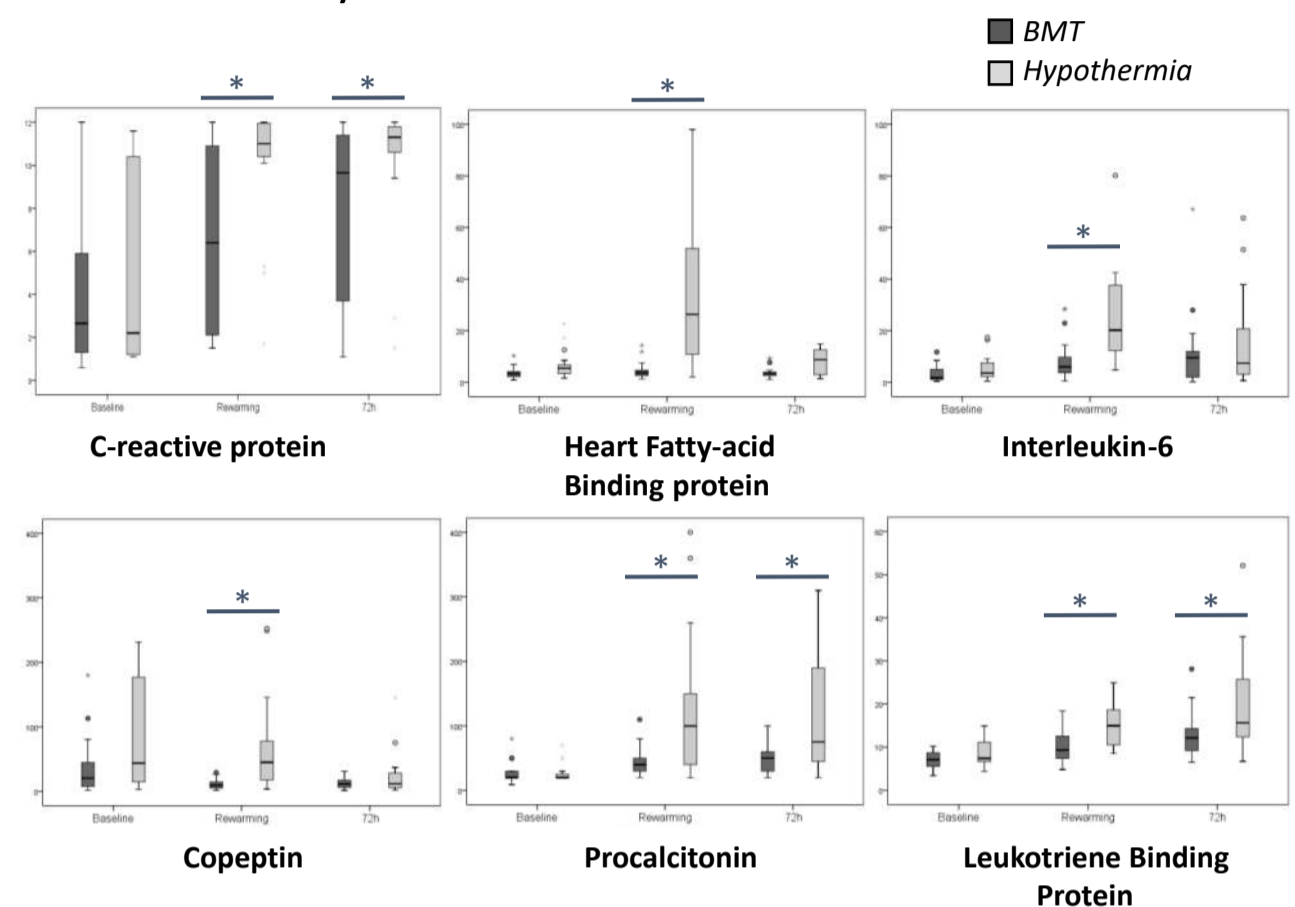 BMT
Hypothermia
* *
12
10
8
6
4
2
0
Baseline Rewarming 72h
C-reactive protein
*
100
80
60
40
20
0
Baseline Rewarming 72h
Heart Fatty-acid
Binding protein
*
100
80
60
40
20
0
Baseline Rewarming 72h
Interleukin-6
*
400
300
200
100
0
Baseline Rewarming 72h
Copeptin
* *
400
300
200
100
0
Baseline Rewarming 72h
Procalcitonin
* *
60
50
40
30
20
10
0
Baseline Rewarming 72h
Leukotriene Binding
Protein